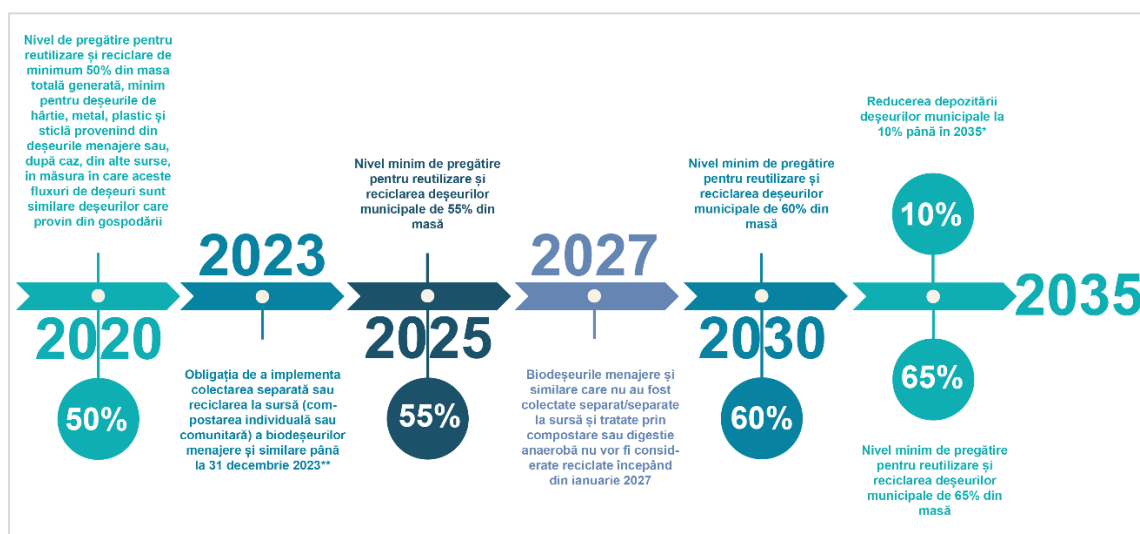 Nivel de pregătire pentru
reutilizare și reciclare de
minimum 50% din masa
totală generată, minim
pentru deșeurile de
hârtie, metal, plastic și
sticlă provenind din
deșeurile menajere sau,
după caz, din alte surse,
în măsura în care aceste
fluxuri de deșeuri sunt
similare deșeurilor care
provin din gospodării
2020
50%
2023
Obligația de a implementa
colectarea separată sau
reciclarea la sursă (com-
postarea individuală sau
comunitară) a biodeșeurilor
menajere și similare până
la 31 decembrie 2023**
Nivel minim de pregătire
pentru reutilizare și
reciclarea deșeurilor
municipale de 55% din
masă
2025
55%
2027
Biodeșeurile menajere și
similare care nu au fost
colectate separat/separate
la sursă și tratate prin
compostare sau digestie
anaerobă nu vor fi consid-
erate reciclate începând
din ianuarie 2027
Nivel minim de pregătire
pentru reutilizare și
reciclarea deșeurilor
municipale de 60% din
masă
2030
60%
Reducerea depozitării
deșeurilor municipale la
10% până în 2035*
10%
2035
65%
Nivel minim de pregătire
pentru reutilizare și
reciclarea deșeurilor
municipale de 65% din
masă